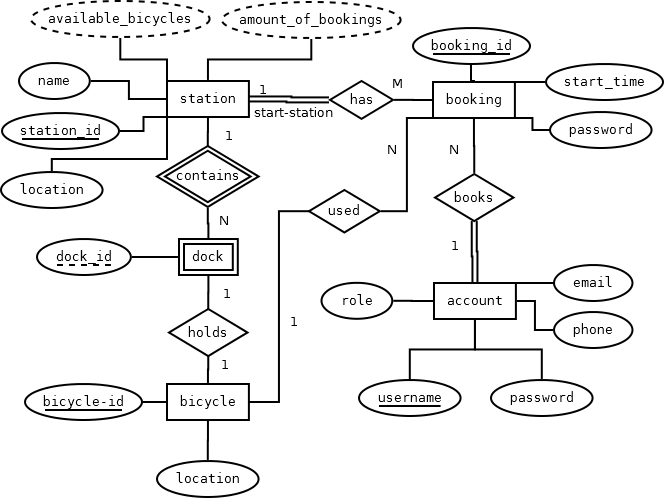 available_bicycles
amount_of_bookings
booking_id
name
station
1
has
M
booking
start_time
start-station
station_id
password
1
N
N
location
contains
books
used
N
dock_id
dock
1
email
1
role
account
1
phone
holds
1
bicycle-id
bicycle
username
password
location